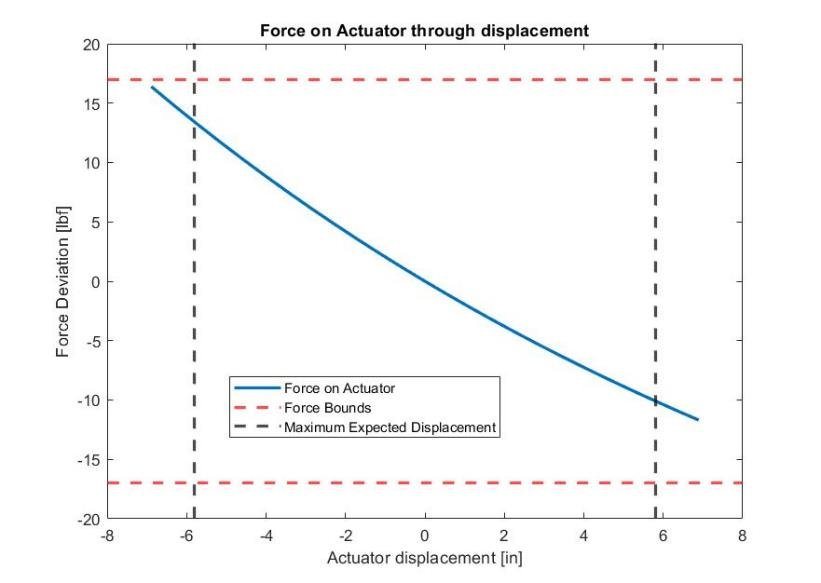 Force on Actuator through displacement
20
15
10
5
0
-5
-10
-15
-20
Force Deviation [lbf]
Force on Actuator
Force Bounds
Maximum Expected Displacement
-8 -6 -4 -2 0 2 4 6 8
Actuator displacement [in]